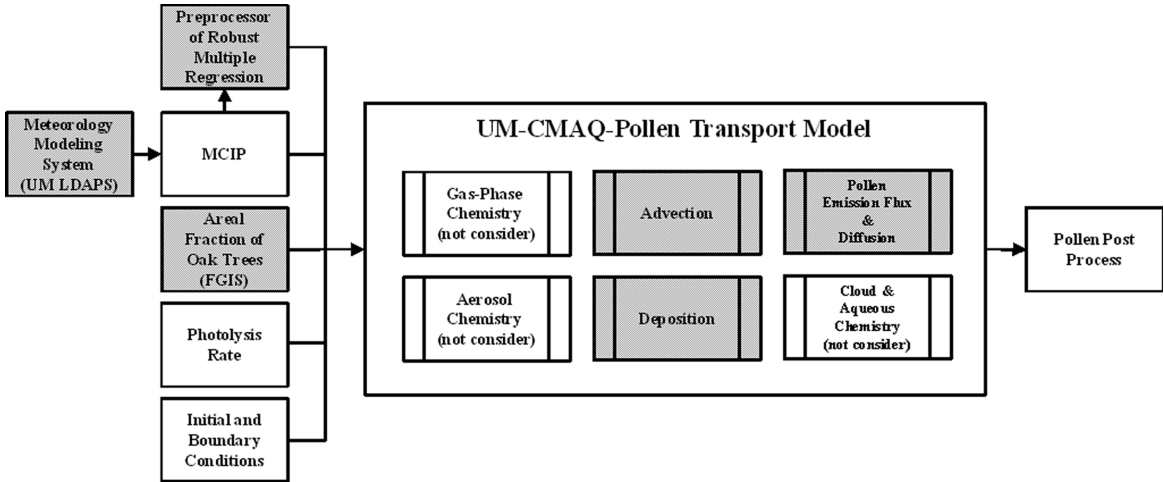 Preprocessor
of Robust
Multiple
Regression
Meteorology
Modeling
System
(UM LDAPS)
MCIP
Areal
Fraction of
Oak Trees
(FGIS)
Photolysis
Rate
Initial and
Boundary
Conditions
UM-CMAQ-Pollen Transport Model
Gas-Phase
Chemistry
(not consider)
Advection
Pollen
Emission Flux
&
Diffusion
Aerosol
Chemistry
(not consider)
Deposition
Cloud &
Aqueous
Chemistry
(not consider)
Pollen Post
Process